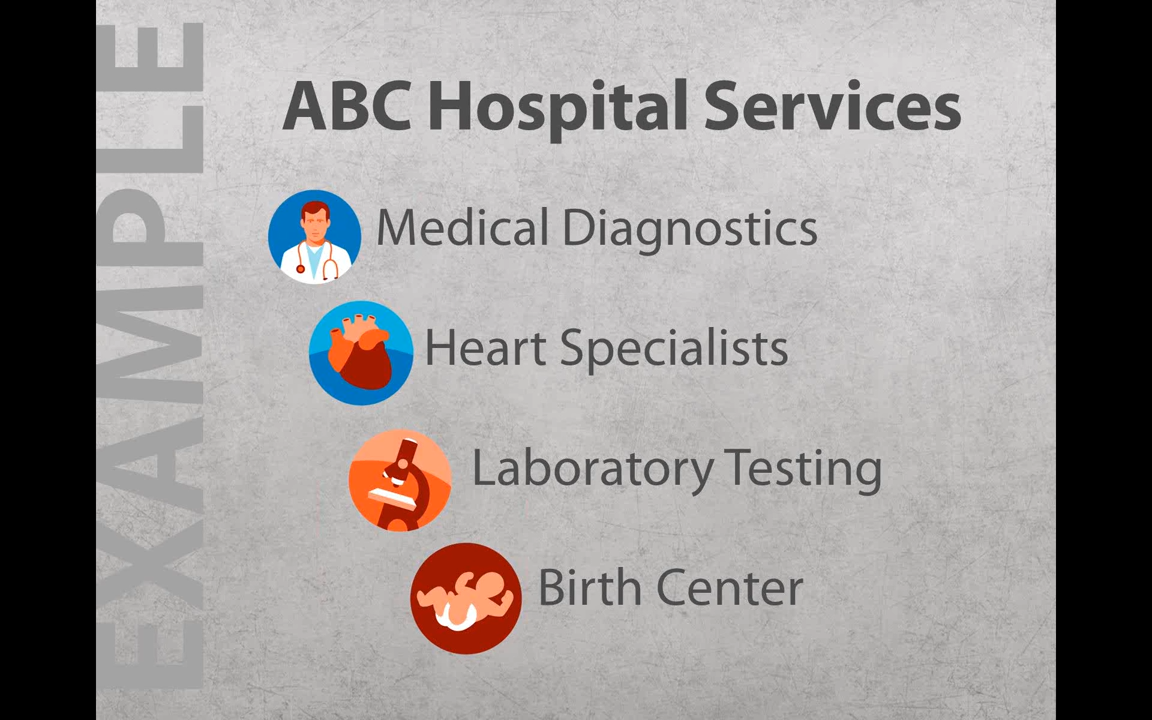 EXAMPLE
ABC Hospital Services
Medical Diagnostics
Heart Specialists
Laboratory Testing
Birth Center